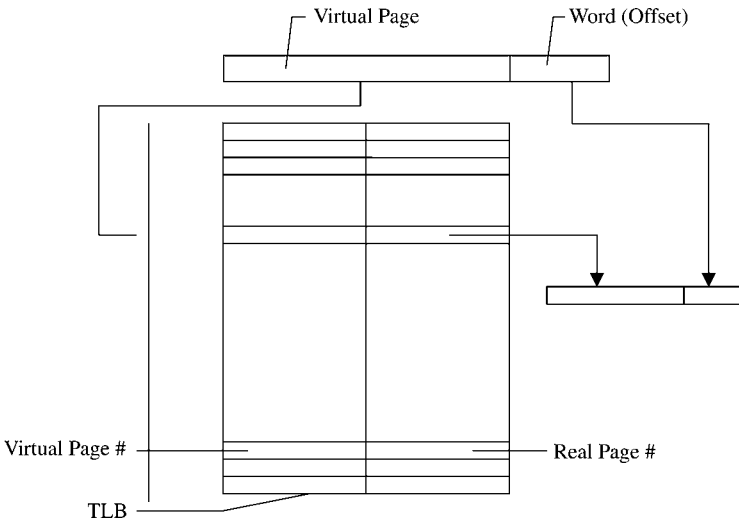 Virtual Page
Word (Offset)
Virtual Page #
Real Page #
TLB